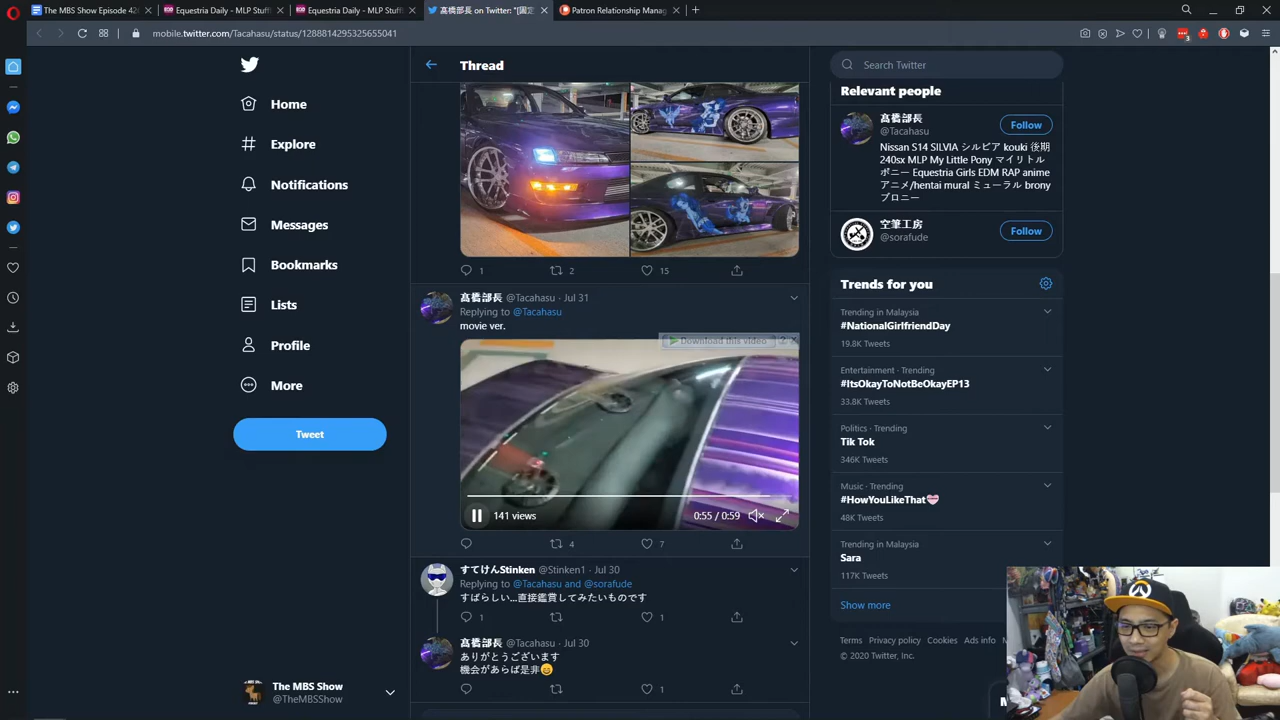 The MBS Show Episode 42
Equestria Daily - MLP Stuff
Equestria Daily - MLP Stuff
髙橋部長 on Twitter: "(固定
Patron Relationship Manag
mobile.twitter.com/Tacahasu/status/1288814295325655041
3
Home
Explore
Notifications
Messages
Bookmarks
Lists
Profile
More
Tweet
The MBS Show
@TheMBSShow
Thread
1
2
15
髙橋部長 @Tacahasu · Jul 31
Replying to @Tacahasu
movie ver.
Download this video
?
141 views
0:55 / 0:59
4
7
すてけんStinken @Stinken1 · Jul 30
Replying to @Tacahasu and @sorafude
すばらしい...直接鑑賞してみたいものです
1
1
髙橋部長 @Tacahasu · Jul 30
ありがとうございます
機会があらば是非😄
1
Search Twitter
Relevant people
髙橋部長
@Tacahasu
Follow
Nissan S14 SILVIA シルビア kouki 後期
240sx MLP My Little Pony マイリトル
ポニー Equestria Girls EDM RAP anime
アニメ/hentai mural ミューラル brony
ブロニー
空筆工房
@sorafude
Follow
Trends for you
Trending in Malaysia
#NationalGirlfriendDay
19.8K Tweets
Entertainment · Trending
#ItsOkayToNotBeOkayEP13
33.8K Tweets
Politics · Trending
Tik Tok
346K Tweets
Music · Trending
#HowYouLikeThat💝
48K Tweets
Trending in Malaysia
Sara
117K Tweets
Show more
Terms Privacy policy Cookies Ads info
© 2020 Twitter, Inc.